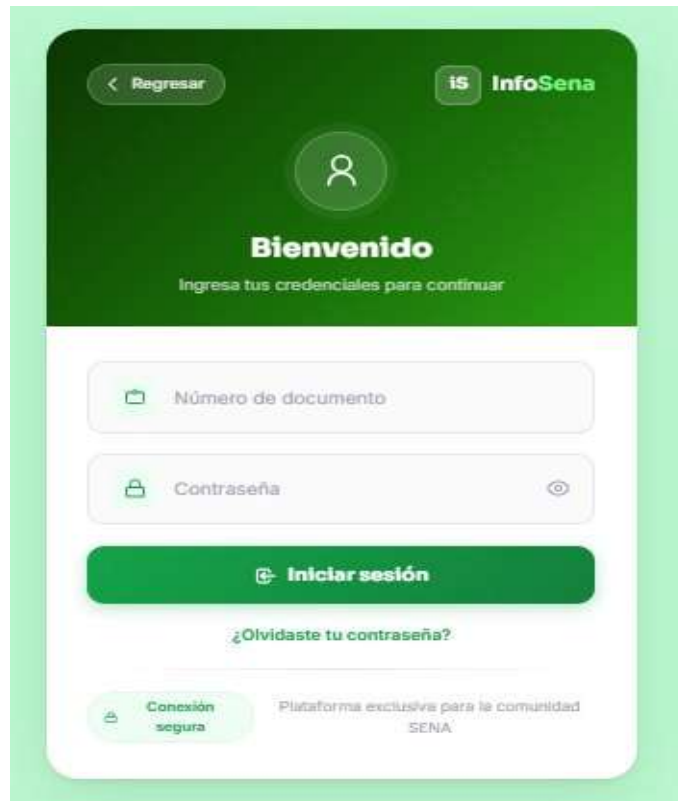 Regresar
iS InfoSena
Bienvenido
Ingresa tus credenciales para continuar
Número de documento
Contraseña
Iniciar sesión
¿Olvidaste tu contraseña?
Conexión
segura
Plataforma exclusiva para la comunidad
SENA